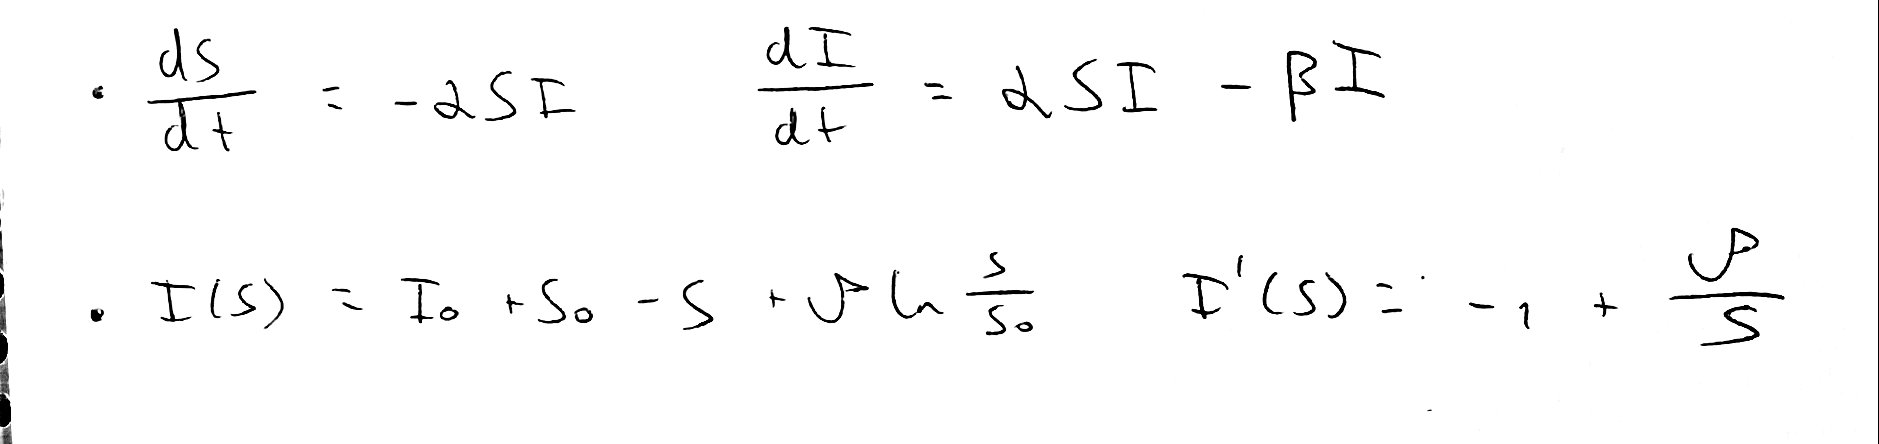 • dS/dt = -αSI dI/dt = αSI - βI
• I(S) = I₀ + S₀ - S + ρ ln S/S₀ I'(S) = -1 + ρ/S